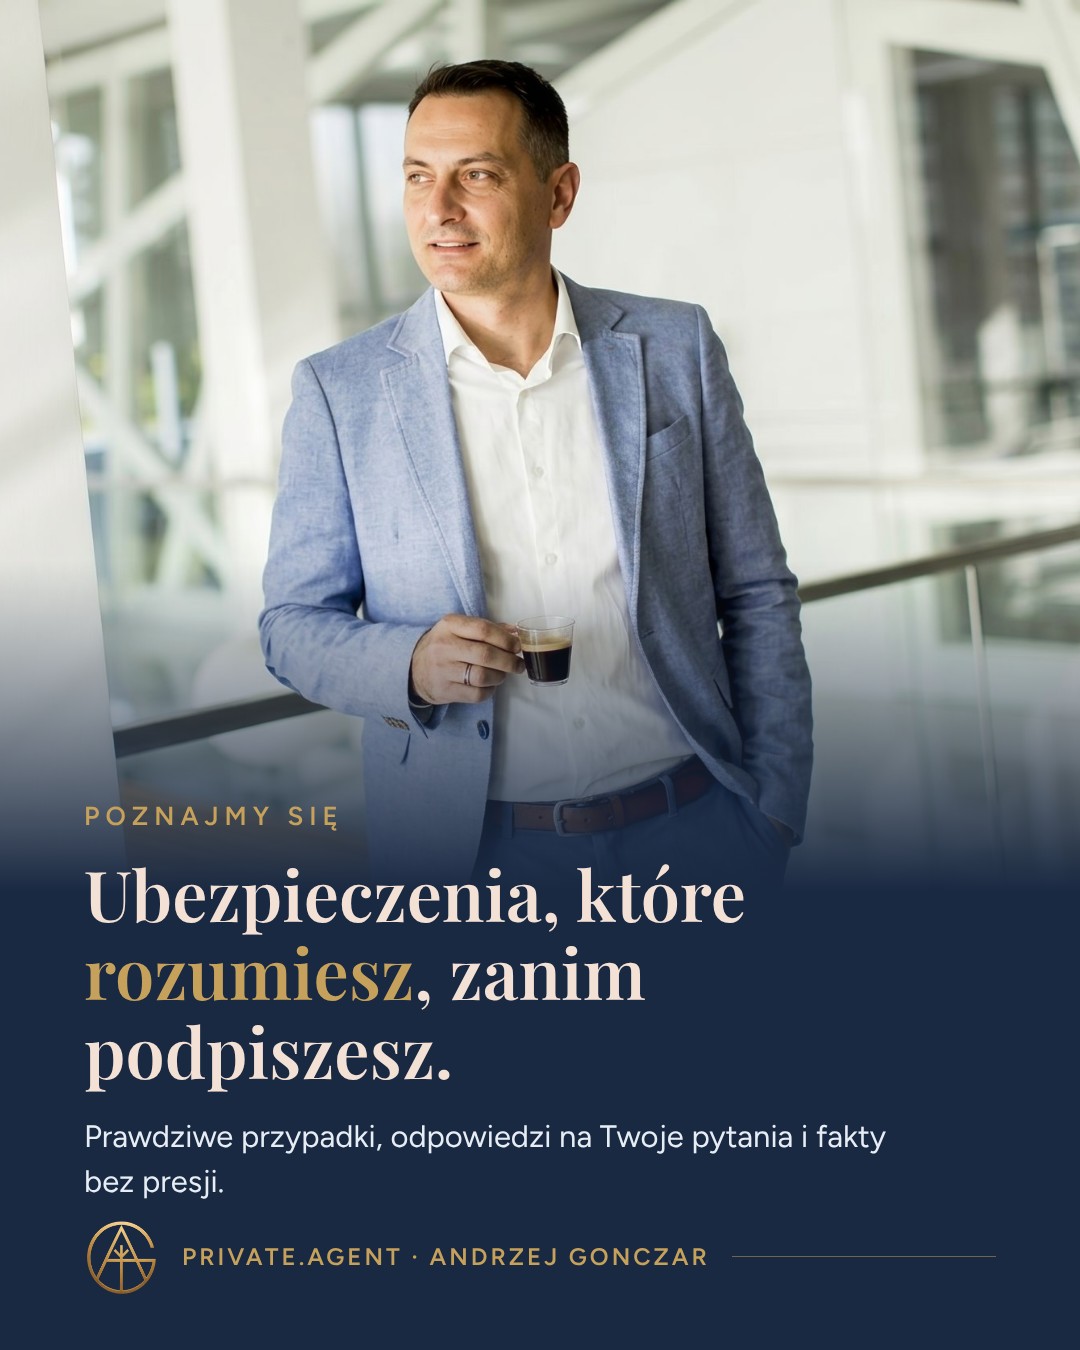 POZNAJMY SIĘ
Ubezpieczenia, które
rozumiesz, zanim
podpiszesz.
Prawdziwe przypadki, odpowiedzi na Twoje pytania i fakty
bez presji.
PRIVATE.AGENT · ANDRZEJ GONCZAR